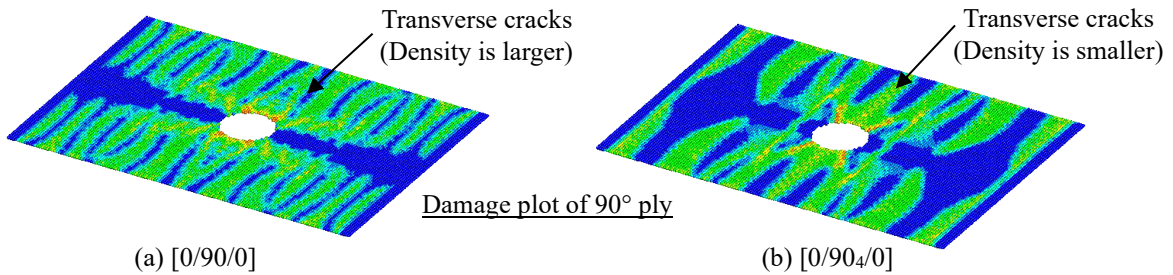 Transverse cracks
(Density is larger)
Transverse cracks
(Density is smaller)
Damage plot of 90° ply
(a) [0/90/0]
(b) [0/90₄/0]